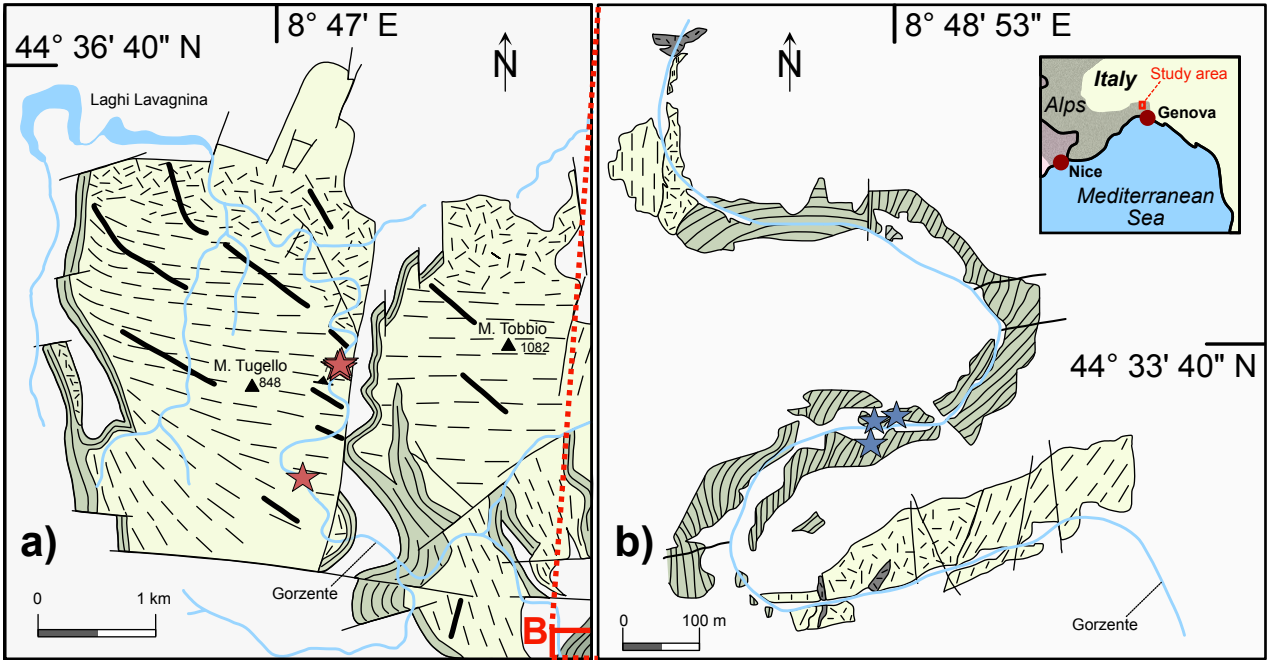 44° 36' 40" N
8° 47' E
N
Laghi Lavagnina
M. Tobbio
1082
M. Tugello
848
a)
Gorzente
0 1 km
B
8° 48' 53" E
N
Italy
Study area
Alps
Genova
Nice
Mediterranean
Sea
44° 33' 40" N
b)
0 100 m
Gorzente